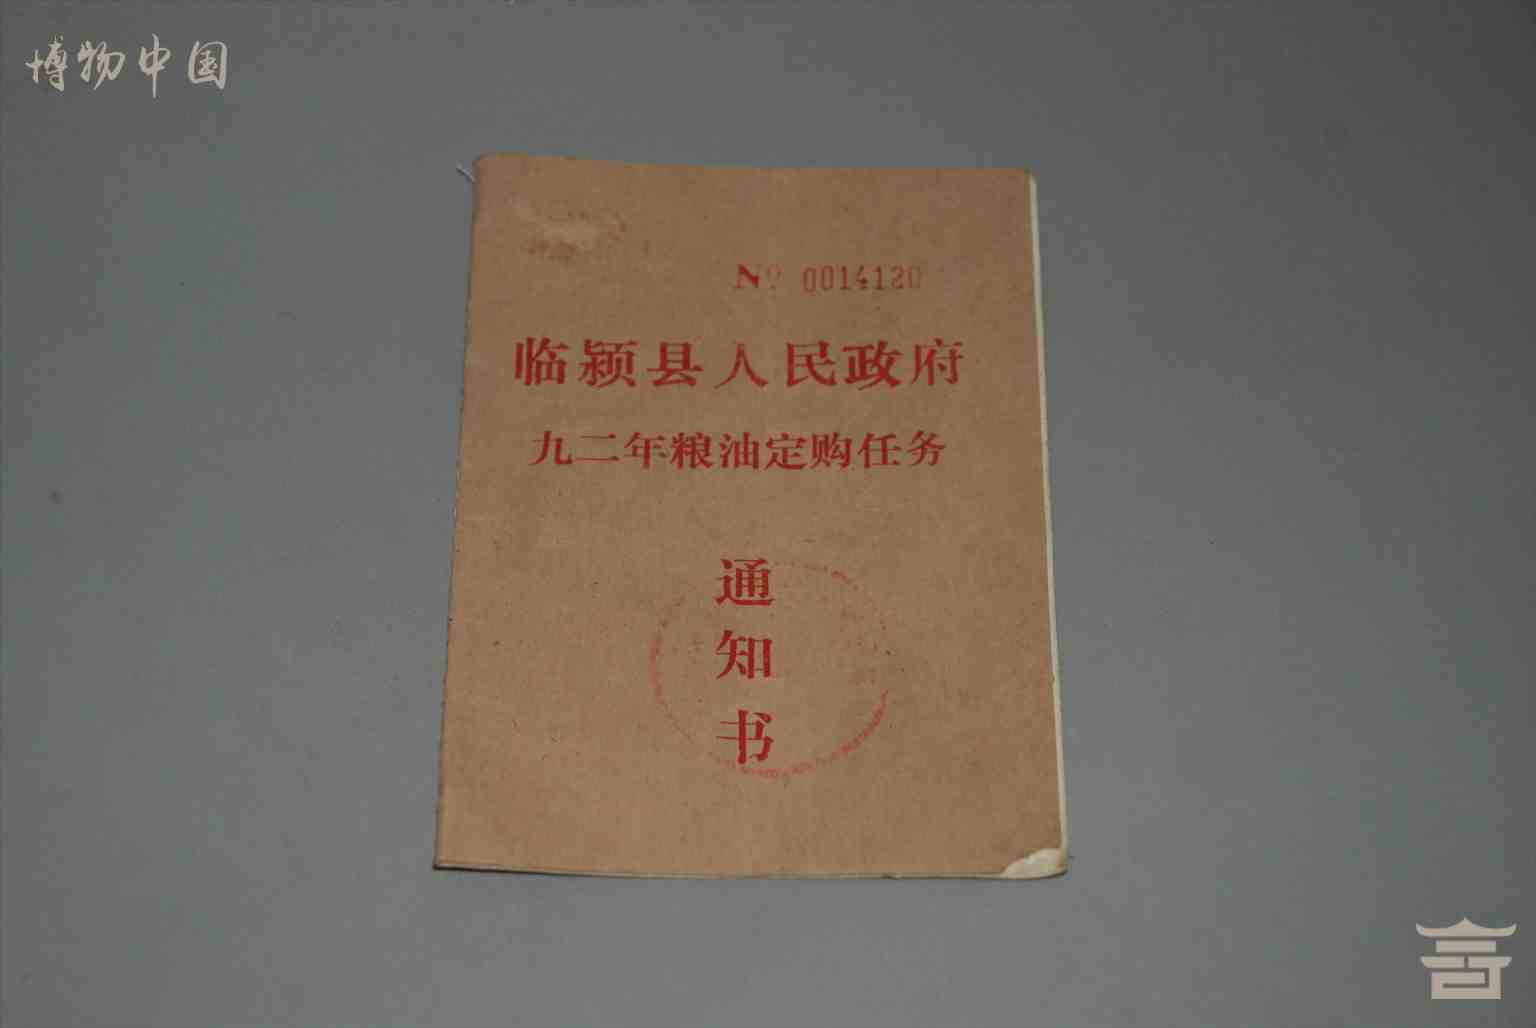 博物中国
Nº 0014120
临颍县人民政府
九二年粮油定购任务
通
知
书